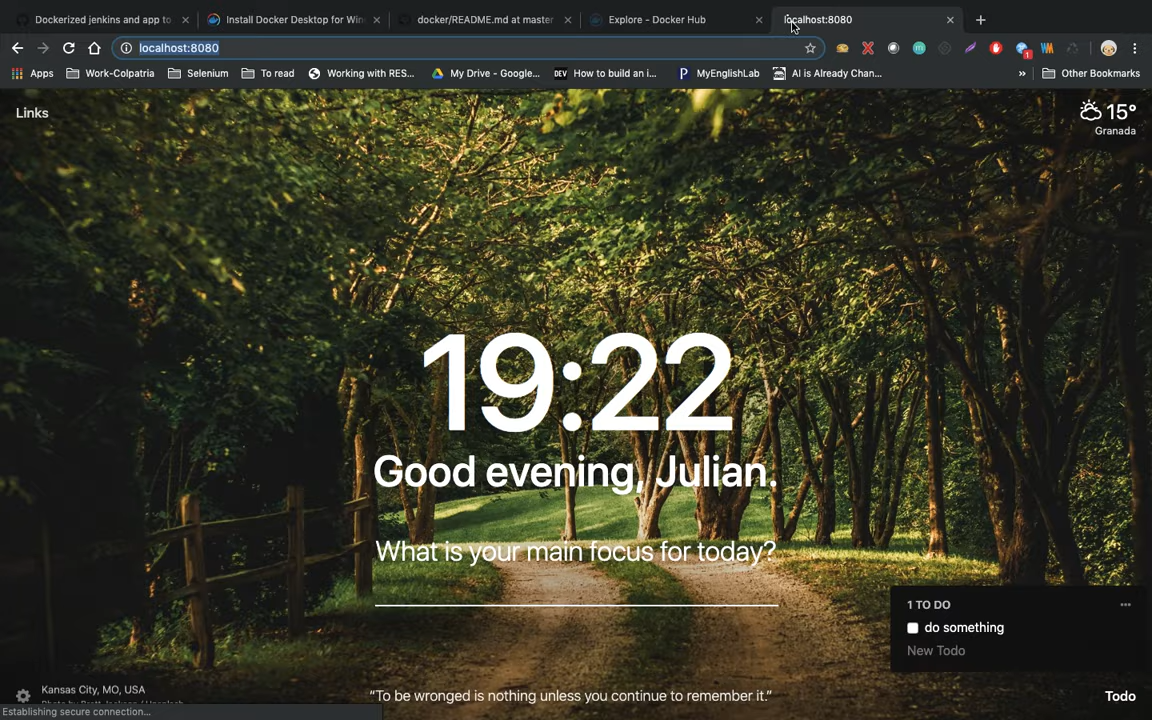 Dockerized jenkins and app to
Install Docker Desktop for Win
docker/README.md at master
Explore - Docker Hub
localhost:8080
localhost:8080
Apps
Work-Colpatria
Selenium
To read
Working with RES...
My Drive - Google...
DEV
How to build an i...
P
MyEnglishLab
AI is Already Chan...
»
Other Bookmarks
Links
15°
Granada
19:22
Good evening, Julian.
What is your main focus for today?
1 TO DO
do something
New Todo
Kansas City, MO, USA
"To be wronged is nothing unless you continue to remember it."
Todo
Establishing secure connection...